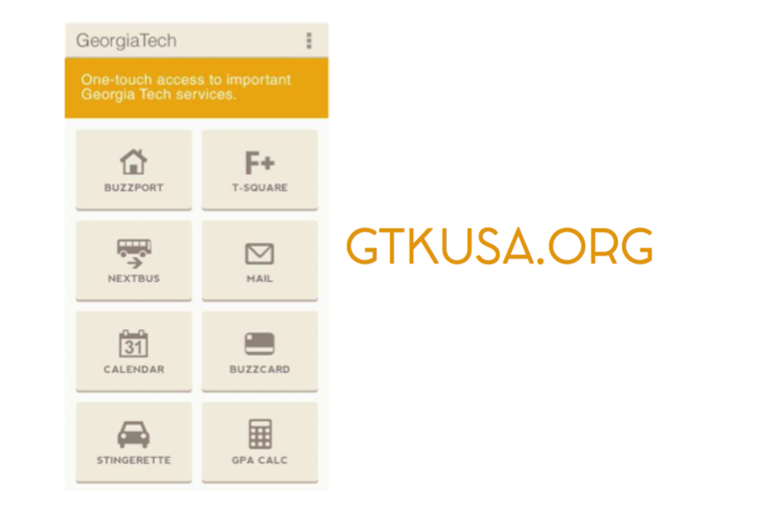 GeorgiaTech
One-touch access to important
Georgia Tech services.
BUZZPORT
F+
T-SQUARE
NEXTBUS
MAIL
31
CALENDAR
BUZZCARD
STINGERETTE
GPA CALC
GTKUSA.ORG